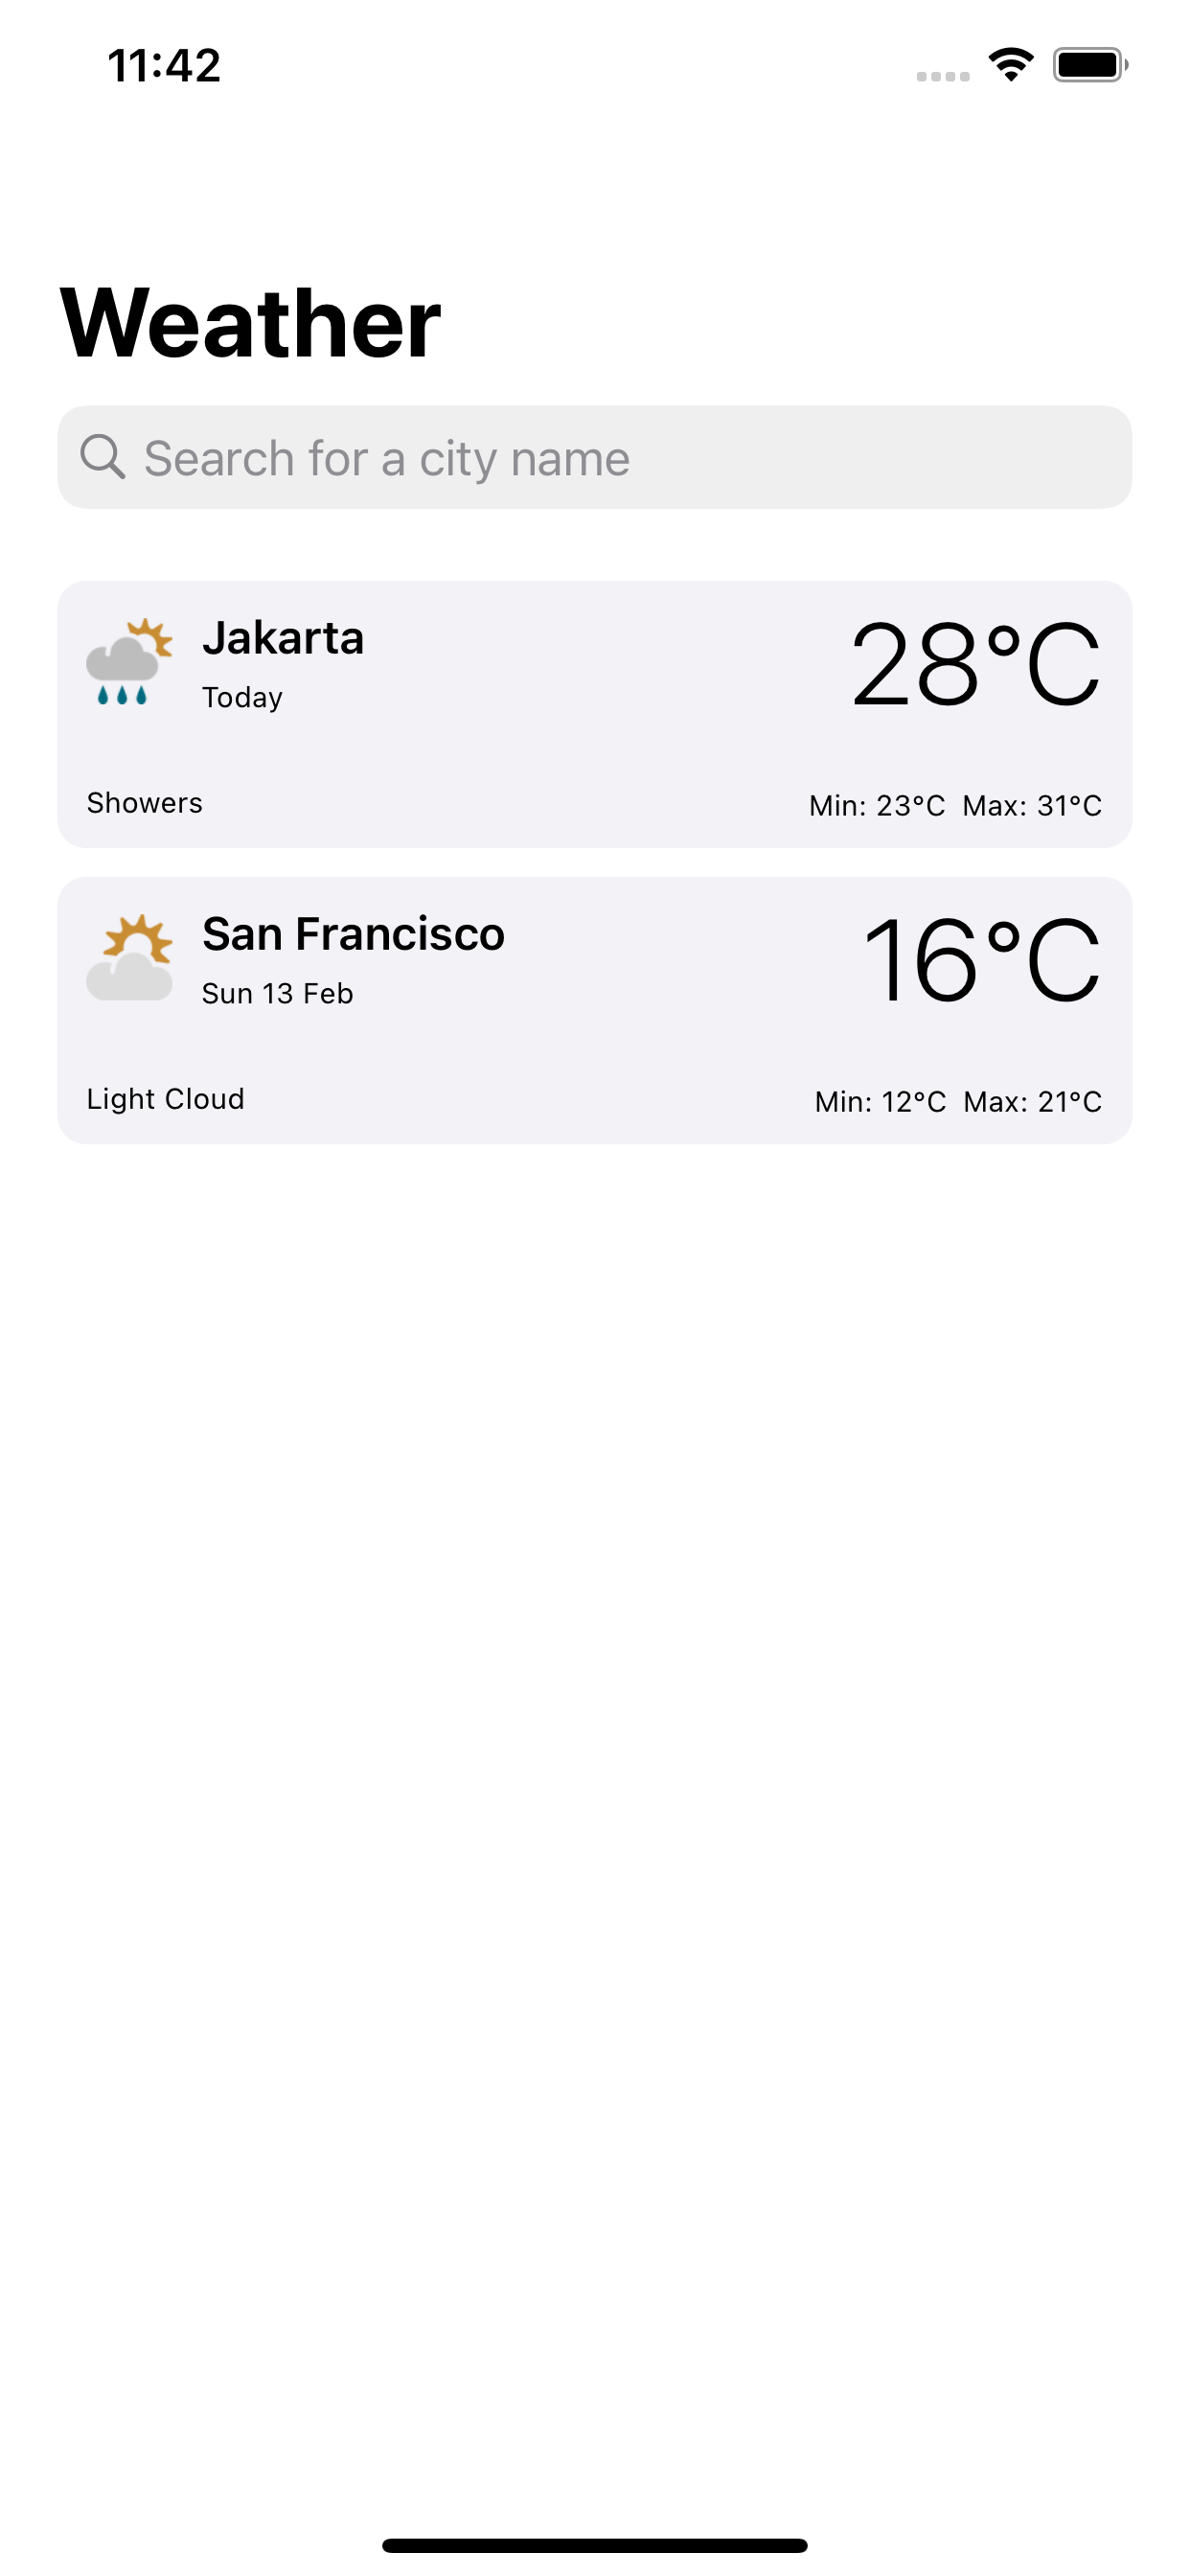 11:42
Weather
Search for a city name
Jakarta
Today
28°C
Showers
Min: 23°C Max: 31°C
San Francisco
Sun 13 Feb
16°C
Light Cloud
Min: 12°C Max: 21°C